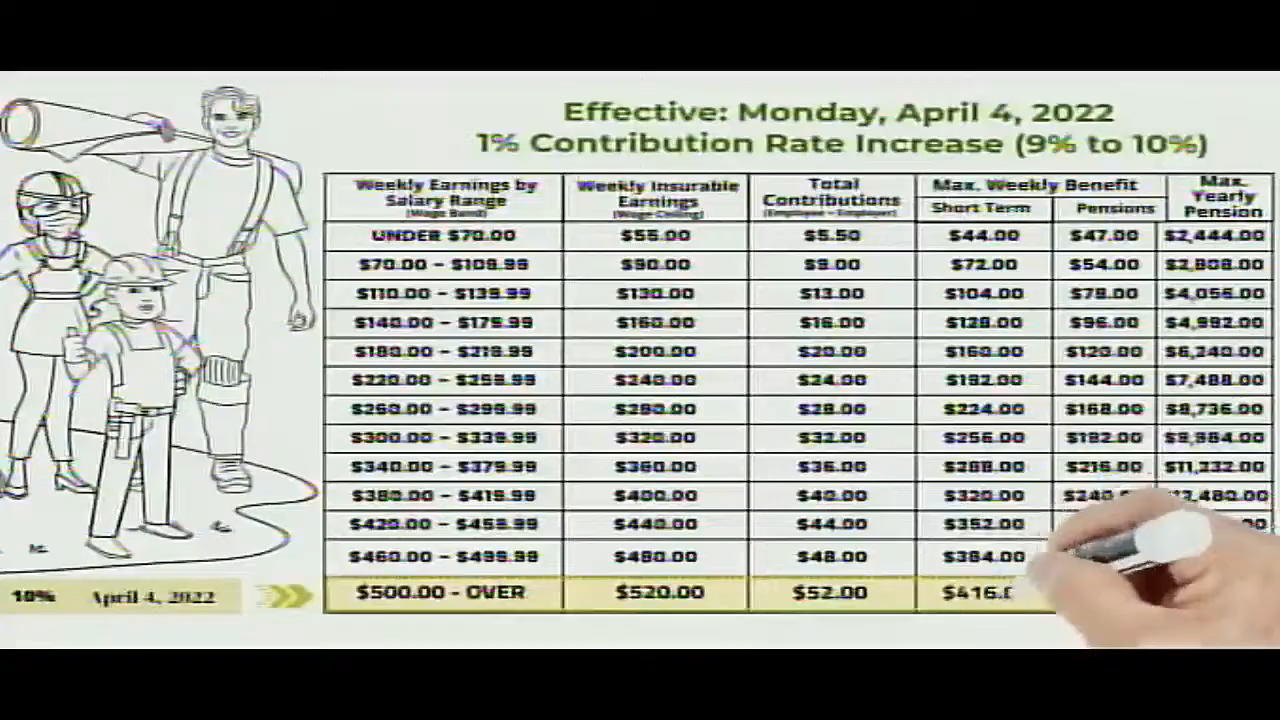 Effective: Monday, April 4, 2022
1% Contribution Rate Increase (9% to 10%)
Weekly Earnings by Salary Range (Wage Band) Weekly Insurable Earnings (Wage Ceiling) Total Contributions (Employee - Employer) Max. Weekly Benefit Short Term Pensions Max. Yearly Pension
UNDER $70.00 $55.00 $5.50 $44.00 $47.00 $2,444.00
$70.00 - $109.99 $90.00 $9.00 $72.00 $54.00 $2,808.00
$110.00 - $139.99 $130.00 $13.00 $104.00 $78.00 $4,056.00
$140.00 - $179.99 $160.00 $16.00 $128.00 $96.00 $4,992.00
$180.00 - $219.99 $200.00 $20.00 $160.00 $120.00 $6,240.00
$220.00 - $259.99 $240.00 $24.00 $192.00 $144.00 $7,488.00
$260.00 - $299.99 $280.00 $28.00 $224.00 $168.00 $8,736.00
$300.00 - $339.99 $320.00 $32.00 $256.00 $192.00 $9,984.00
$340.00 - $379.99 $360.00 $36.00 $288.00 $216.00 $11,232.00
$380.00 - $419.99 $400.00 $40.00 $320.00
$420.00 - $459.99 $440.00 $44.00 $352.00
$460.00 - $499.99 $480.00 $48.00 $384.00
10% April 4, 2022 $500.00 - OVER $520.00 $52.00